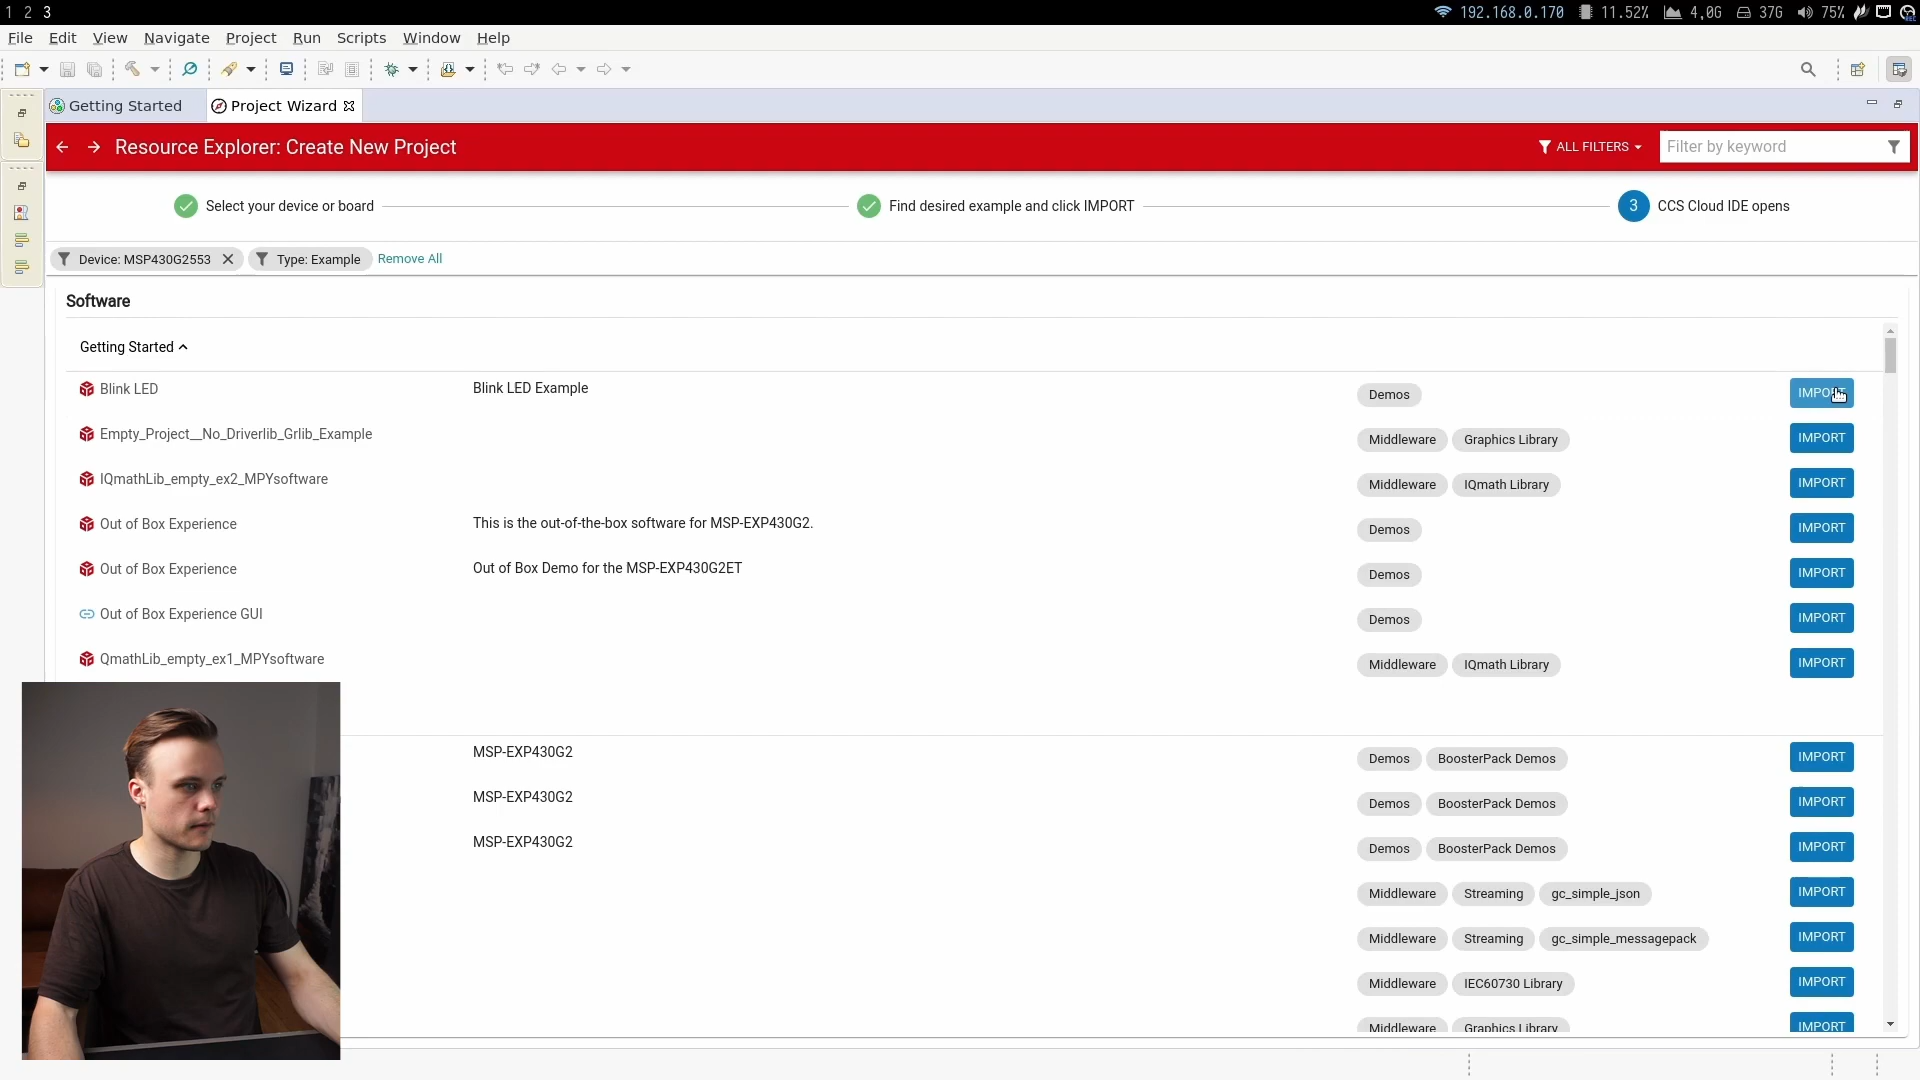 1 2 3
192.168.0.170 11.52% 4,0G 37G 75%
File Edit View Navigate Project Run Scripts Window Help
Getting Started Project Wizard
Resource Explorer: Create New Project ALL FILTERS Filter by keyword
Select your device or board Find desired example and click IMPORT 3 CCS Cloud IDE opens
Device: MSP430G2553 Type: Example Remove All
Software
Getting Started
Blink LED Blink LED Example Demos IMPORT
Empty_Project__No_Driverlib_Grlib_Example Middleware Graphics Library IMPORT
IQmathLib_empty_ex2_MPYsoftware Middleware IQmath Library IMPORT
Out of Box Experience This is the out-of-the-box software for MSP-EXP430G2. Demos IMPORT
Out of Box Experience Out of Box Demo for the MSP-EXP430G2ET Demos IMPORT
Out of Box Experience GUI Demos IMPORT
QmathLib_empty_ex1_MPYsoftware Middleware IQmath Library IMPORT
MSP-EXP430G2 Demos BoosterPack Demos IMPORT
MSP-EXP430G2 Demos BoosterPack Demos IMPORT
MSP-EXP430G2 Demos BoosterPack Demos IMPORT
Middleware Streaming gc_simple_json IMPORT
Middleware Streaming gc_simple_messagepack IMPORT
Middleware IEC60730 Library IMPORT
Middleware Graphics Library IMPORT